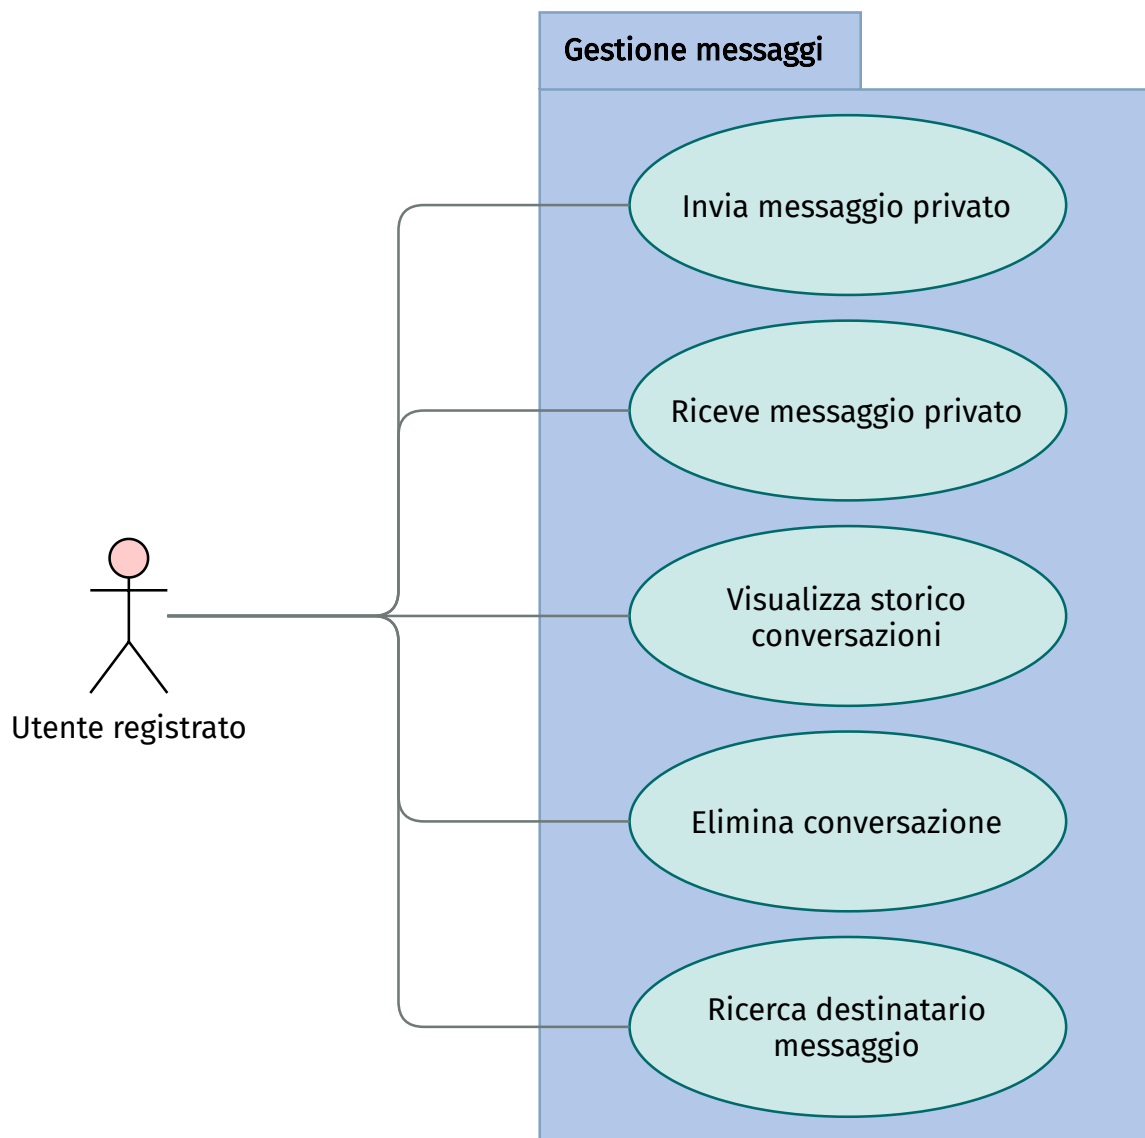 Gestione messaggi
Invia messaggio privato
Riceve messaggio privato
Visualizza storico
conversazioni
Utente registrato
Elimina conversazione
Ricerca destinatario
messaggio